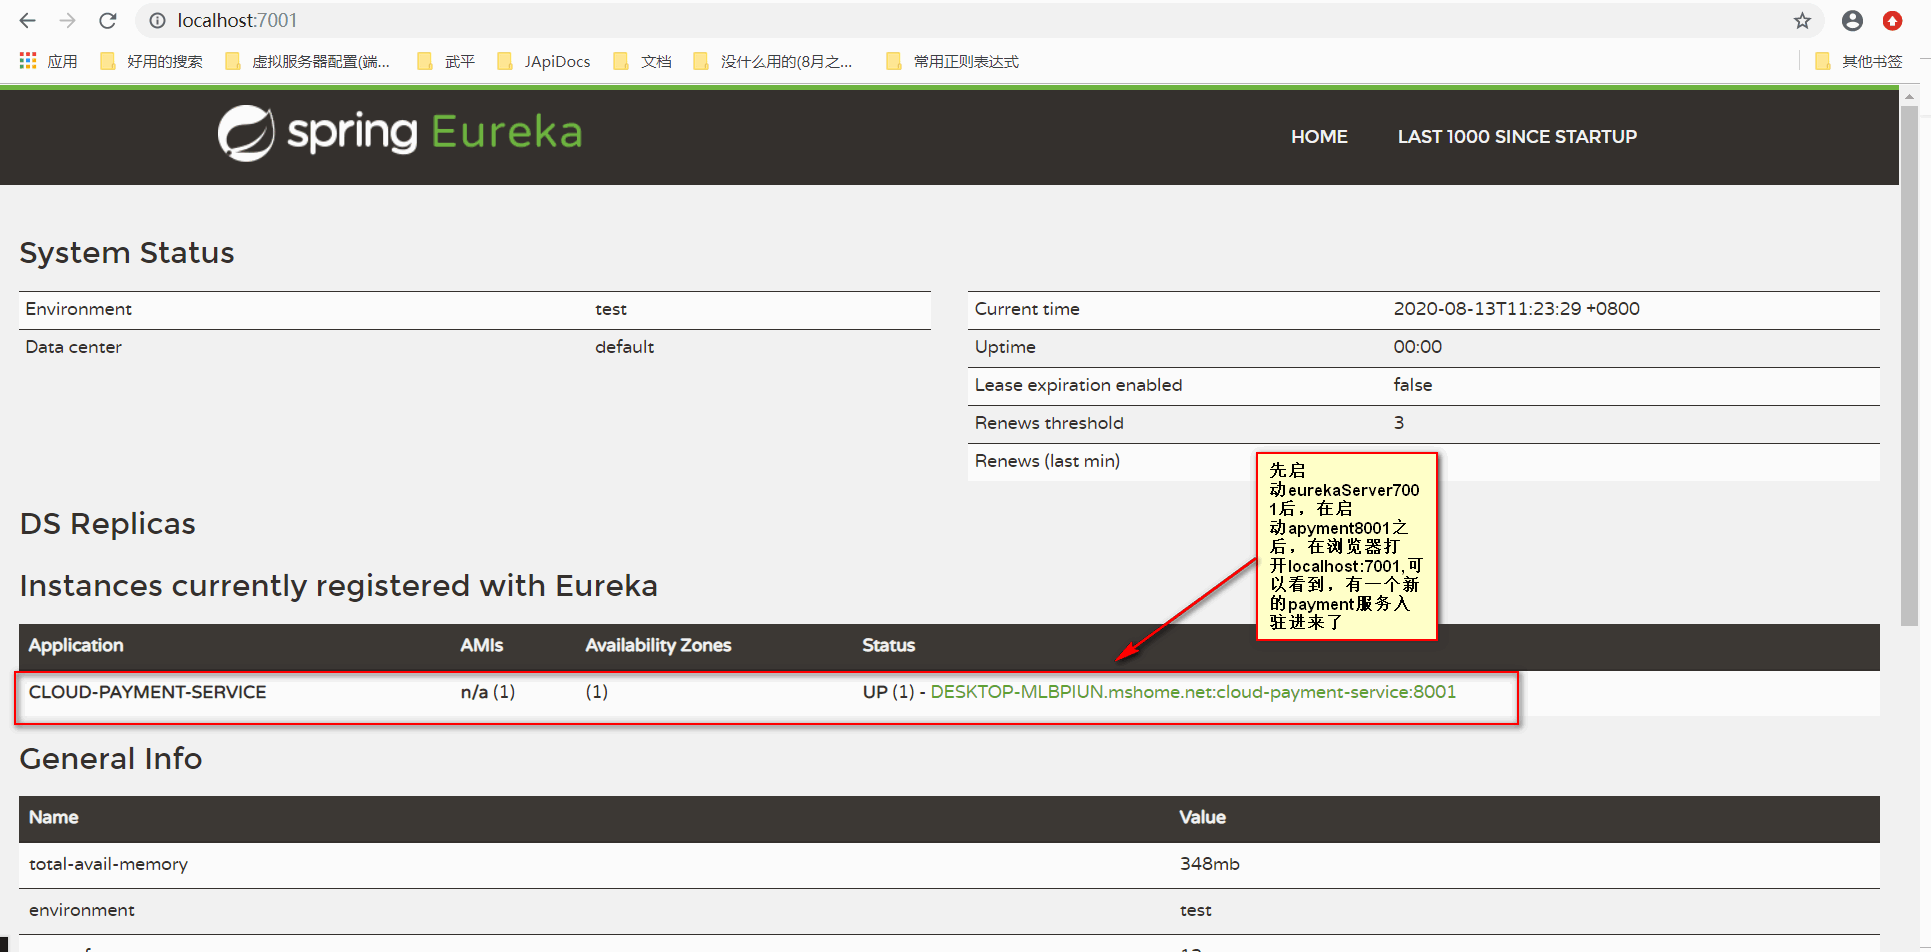 localhost:7001
应用 好用的搜索 虚拟服务器配置(端... 武平 JApiDocs 文档 没什么用的(8月之... 常用正则表达式 其他书签
spring Eureka HOME LAST 1000 SINCE STARTUP
System Status
Environment test
Data center default
Current time 2020-08-13T11:23:29 +0800
Uptime 00:00
Lease expiration enabled false
Renews threshold 3
Renews (last min)
先启
动eurekaServer700
1后，在启
动apyment8001之
后，在浏览器打
开localhost:7001,可
以看到，有一个新
的payment服务入
驻进来了
DS Replicas
Instances currently registered with Eureka
Application AMIs Availability Zones Status
CLOUD-PAYMENT-SERVICE n/a (1) (1) UP (1) - DESKTOP-MLBPIUN.mshome.net:cloud-payment-service:8001
General Info
Name Value
total-avail-memory 348mb
environment test